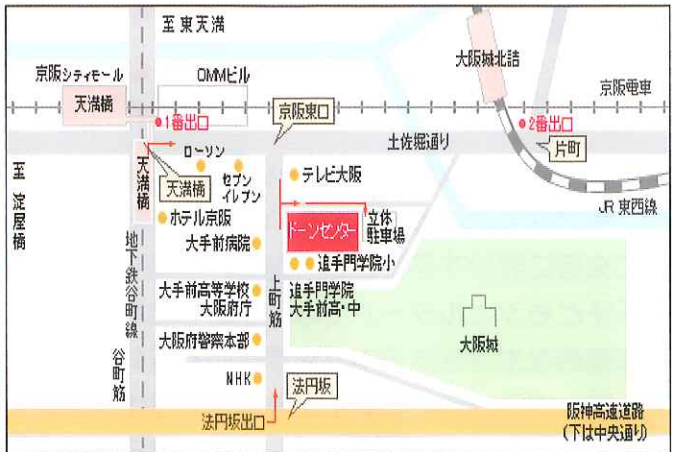 至東天満
京阪シティモール
OMMビル
大阪城北詰
京阪電車
天満橋
1番出口
京阪東口
2番出口
土佐堀通り
片町
ローソン
セブン
イレブン
テレビ大阪
天満橋
天満橋
至淀屋橋
JR東西線
ホテル京阪
ドーンセンター
立体
駐車場
大手前病院
追手門学院小
地下鉄谷町線
上町筋
大手前高等学校
大阪府庁
追手門学院
大手前高・中
大阪府警察本部
大阪城
谷町筋
NHK
法円坂
法円坂出口
阪神高速道路
(下は中央通り)